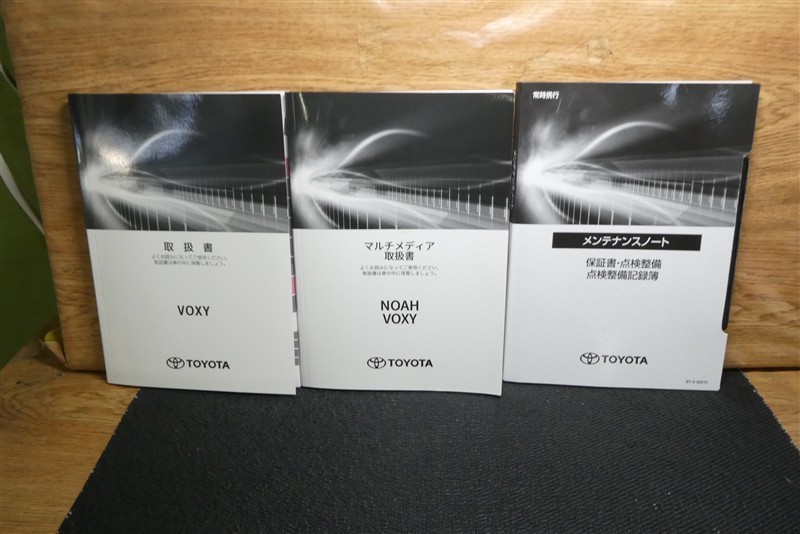 取扱書
よくお読みになってご使用ください。
取扱書は車の中に保管しましょう。
VOXY
TOYOTA
マルチメディア
取扱書
よくお読みになってご使用ください。
取扱書は車の中に保管しましょう。
NOAH
VOXY
TOYOTA
常時携行
メンテナンスノート
保証書・点検整備
点検整備記録簿
TOYOTA